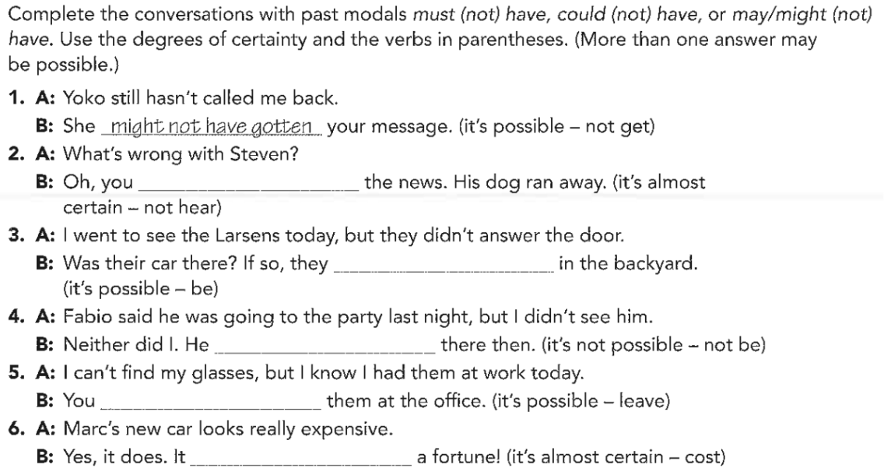 Complete the conversations with past modals must (not) have, could (not) have, or may/might (not)
have. Use the degrees of certainty and the verbs in parentheses. (More than one answer may
be possible.)
1. A: Yoko still hasn't called me back.
B: She might not have gotten your message. (it's possible – not get)
2. A: What's wrong with Steven?
B: Oh, you ____________________ the news. His dog ran away. (it's almost
certain – not hear)
3. A: I went to see the Larsens today, but they didn't answer the door.
B: Was their car there? If so, they ____________________ in the backyard.
(it's possible – be)
4. A: Fabio said he was going to the party last night, but I didn't see him.
B: Neither did I. He ____________________ there then. (it's not possible – not be)
5. A: I can't find my glasses, but I know I had them at work today.
B: You ____________________ them at the office. (it's possible – leave)
6. A: Marc's new car looks really expensive.
B: Yes, it does. It ____________________ a fortune! (it's almost certain – cost)